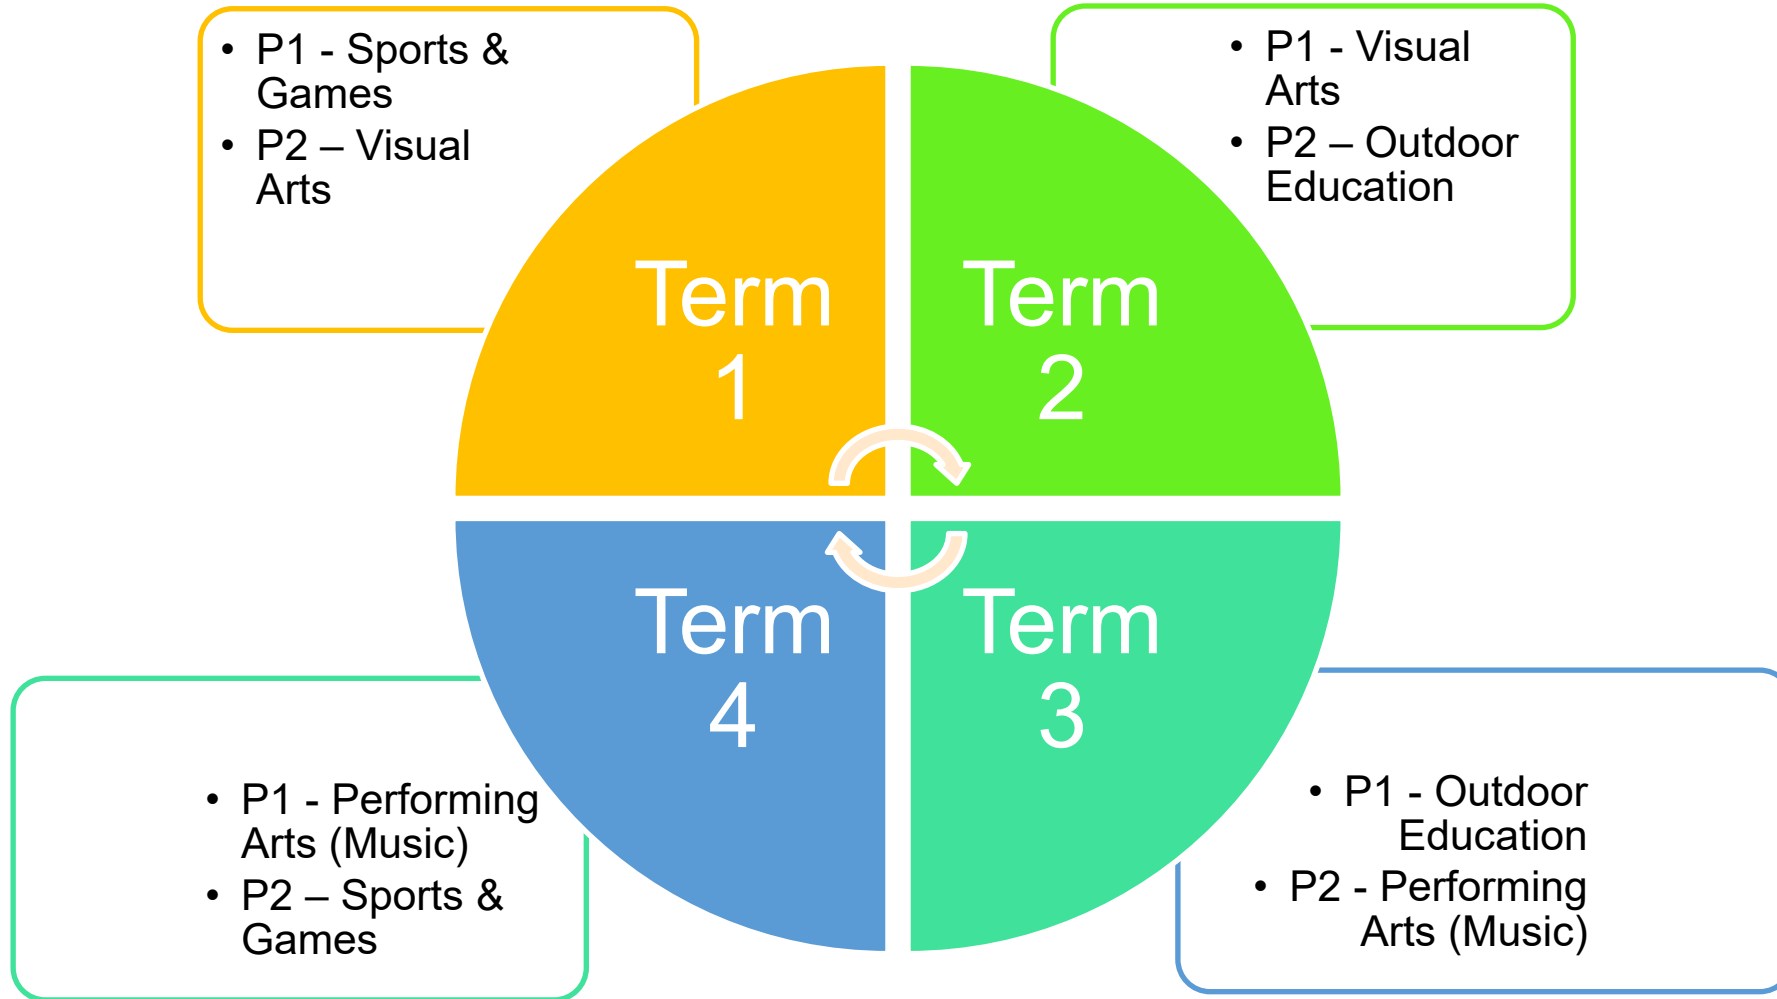 • P1 - Sports &
Games
• P2 – Visual
Arts
• P1 - Visual
Arts
• P2 – Outdoor
Education
Term
1
Term
2
Term
4
Term
3
• P1 - Performing
Arts (Music)
• P2 – Sports &
Games
• P1 - Outdoor
Education
• P2 - Performing
Arts (Music)